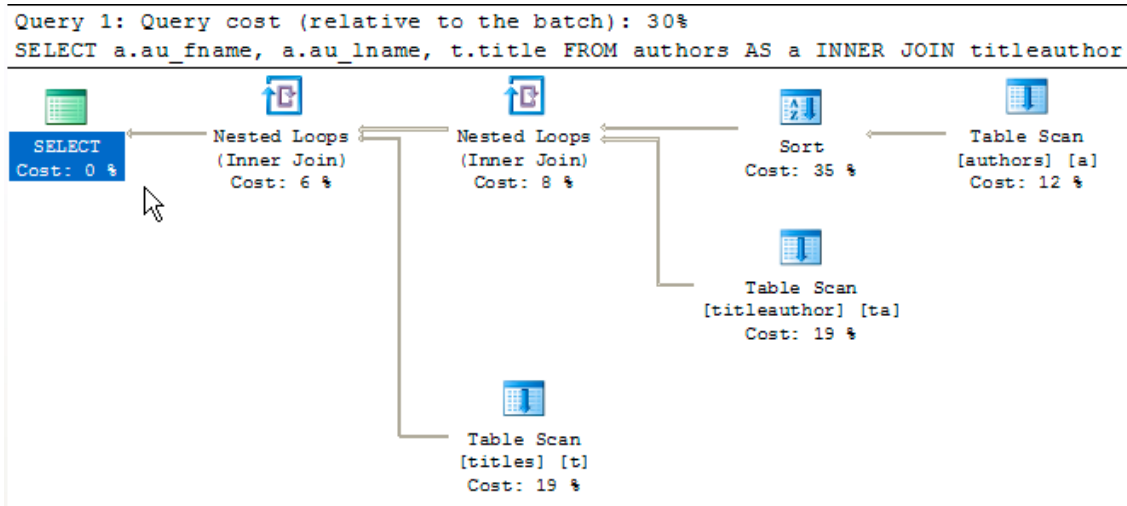 Query 1: Query cost (relative to the batch): 30%
SELECT a.au_fname, a.au_lname, t.title FROM authors AS a INNER JOIN titleauthor
SELECT
Cost: 0 %
Nested Loops
(Inner Join)
Cost: 6 %
Nested Loops
(Inner Join)
Cost: 8 %
Sort
Cost: 35 %
Table Scan
[authors] [a]
Cost: 12 %
Table Scan
[titleauthor] [ta]
Cost: 19 %
Table Scan
[titles] [t]
Cost: 19 %